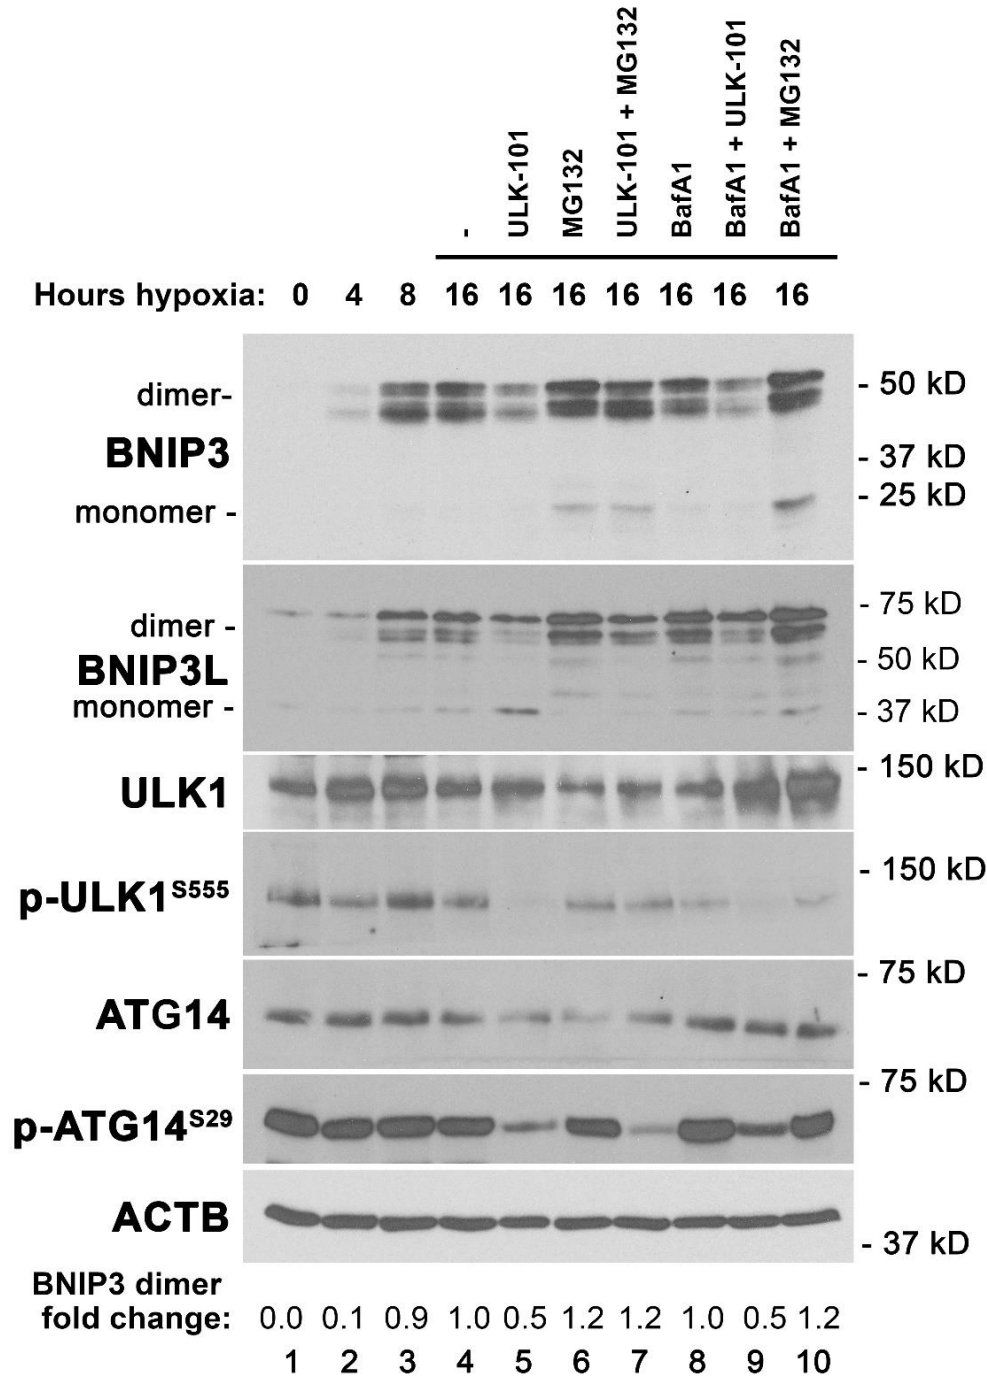 -
ULK-101
MG132
ULK-101 + MG132
BafA1
BafA1 + ULK-101
BafA1 + MG132
Hours hypoxia: 0 4 8 16 16 16 16 16 16 16
dimer-
BNIP3
monomer -
- 50 kD
- 37 kD
- 25 kD
dimer -
BNIP3L
monomer -
- 75 kD
- 50 kD
- 37 kD
ULK1
- 150 kD
p-ULK1S555
- 150 kD
ATG14
- 75 kD
p-ATG14S29
- 75 kD
ACTB
- 37 kD
BNIP3 dimer
fold change: 0.0 0.1 0.9 1.0 0.5 1.2 1.2 1.0 0.5 1.2
1 2 3 4 5 6 7 8 9 10